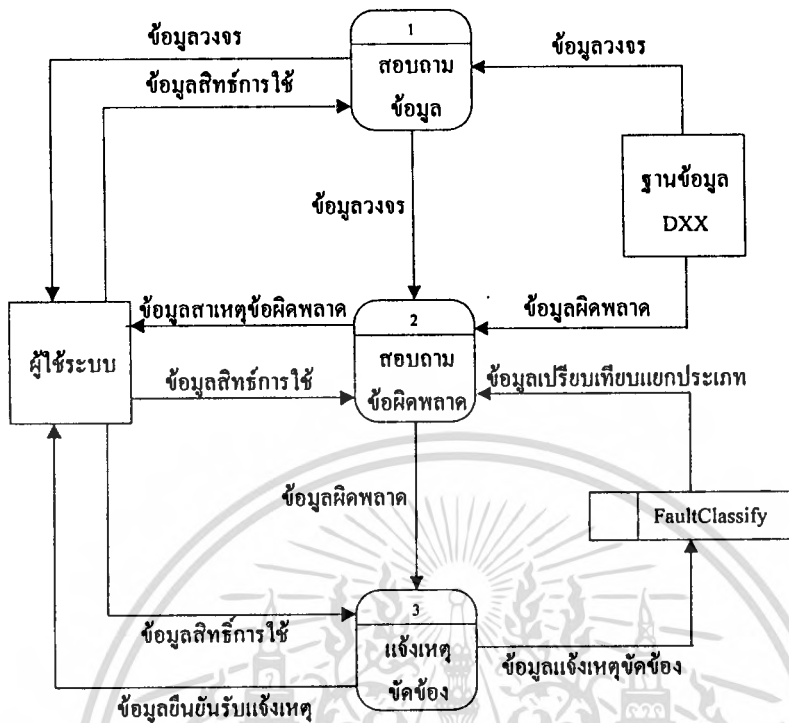 1
ข้อมูลวงจร
ข้อมูลวงจร
สอบถาม
ข้อมูลสิทธ์การใช้
ข้อมูล
ฐานข้อมูล
DXX
ข้อมูลวงจร
ข้อมูลสาเหตุข้อผิดพลาด
2
ข้อมูลผิดพลาด
ผู้ใช้ระบบ
สอบถาม
ข้อมูลสิทธ์การใช้
ข้อมูลเปรียบเทียบแยกประเภท
ข้อผิดพลาด
ข้อมูลผิดพลาด
FaultClassify
3
ข้อมูลสิทธิ์การใช้
แจ้งเหตุ
ข้อมูลแจ้งเหตุขัดข้อง
ขัดข้อง
ข้อมูลยืนยันรับแจ้งเหตุ